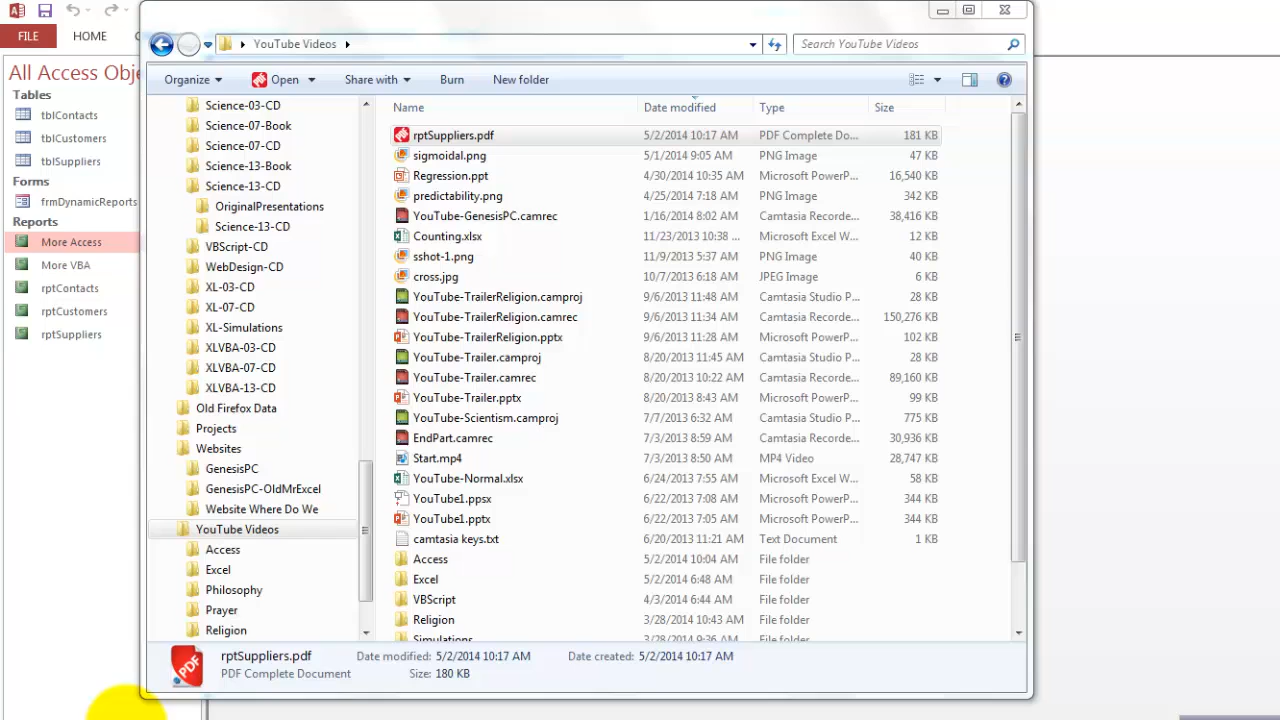 FILE
HOME
All Access Obje
Tables
tblContacts
tblCustomers
tblSuppliers
Forms
frmDynamicReports
Reports
More Access
More VBA
rptContacts
rptCustomers
rptSuppliers
YouTube Videos
Search YouTube Videos
Organize Open Share with Burn New folder
Science-03-CD
Science-07-Book
Science-07-CD
Science-13-Book
Science-13-CD
OriginalPresentations
Science-13-CD
VBScript-CD
WebDesign-CD
XL-03-CD
XL-07-CD
XL-Simulations
XLVBA-03-CD
XLVBA-07-CD
XLVBA-13-CD
Old Firefox Data
Projects
Websites
GenesisPC
GenesisPC-OldMrExcel
Website Where Do We
YouTube Videos
Access
Excel
Philosophy
Prayer
Religion
Name Date modified Type Size
rptSuppliers.pdf 5/2/2014 10:17 AM PDF Complete Do... 181 KB
sigmoidal.png 5/1/2014 9:05 AM PNG Image 47 KB
Regression.ppt 4/30/2014 10:35 AM Microsoft PowerP... 16,540 KB
predictability.png 4/25/2014 7:18 AM PNG Image 342 KB
YouTube-GenesisPC.camrec 1/16/2014 8:02 AM Camtasia Recorde... 38,416 KB
Counting.xlsx 11/23/2013 10:38 ... Microsoft Excel W... 12 KB
sshot-1.png 11/9/2013 5:37 AM PNG Image 40 KB
cross.jpg 10/7/2013 6:18 AM JPEG Image 6 KB
YouTube-TrailerReligion.camproj 9/6/2013 11:48 AM Camtasia Studio P... 28 KB
YouTube-TrailerReligion.camrec 9/6/2013 11:34 AM Camtasia Recorde... 150,276 KB
YouTube-TrailerReligion.pptx 9/6/2013 11:28 AM Microsoft PowerP... 102 KB
YouTube-Trailer.camproj 8/20/2013 11:45 AM Camtasia Studio P... 28 KB
YouTube-Trailer.camrec 8/20/2013 10:22 AM Camtasia Recorde... 89,160 KB
YouTube-Trailer.pptx 8/20/2013 8:43 AM Microsoft PowerP... 99 KB
YouTube-Scientism.camproj 7/7/2013 6:32 AM Camtasia Studio P... 775 KB
EndPart.camrec 7/3/2013 8:59 AM Camtasia Recorde... 30,936 KB
Start.mp4 7/3/2013 8:50 AM MP4 Video 28,747 KB
YouTube-Normal.xlsx 6/24/2013 7:55 AM Microsoft Excel W... 58 KB
YouTube1.ppsx 6/22/2013 7:08 AM Microsoft PowerP... 344 KB
YouTube1.pptx 6/22/2013 7:05 AM Microsoft PowerP... 344 KB
camtasia keys.txt 6/20/2013 11:21 AM Text Document 1 KB
Access 5/2/2014 10:04 AM File folder
Excel 5/2/2014 6:48 AM File folder
VBScript 4/3/2014 6:44 AM File folder
Religion 3/28/2014 10:43 AM File folder
Simulations 3/28/2014 9:36 AM File folder
PDF
rptSuppliers.pdf Date modified: 5/2/2014 10:17 AM Date created: 5/2/2014 10:17 AM
PDF Complete Document Size: 180 KB